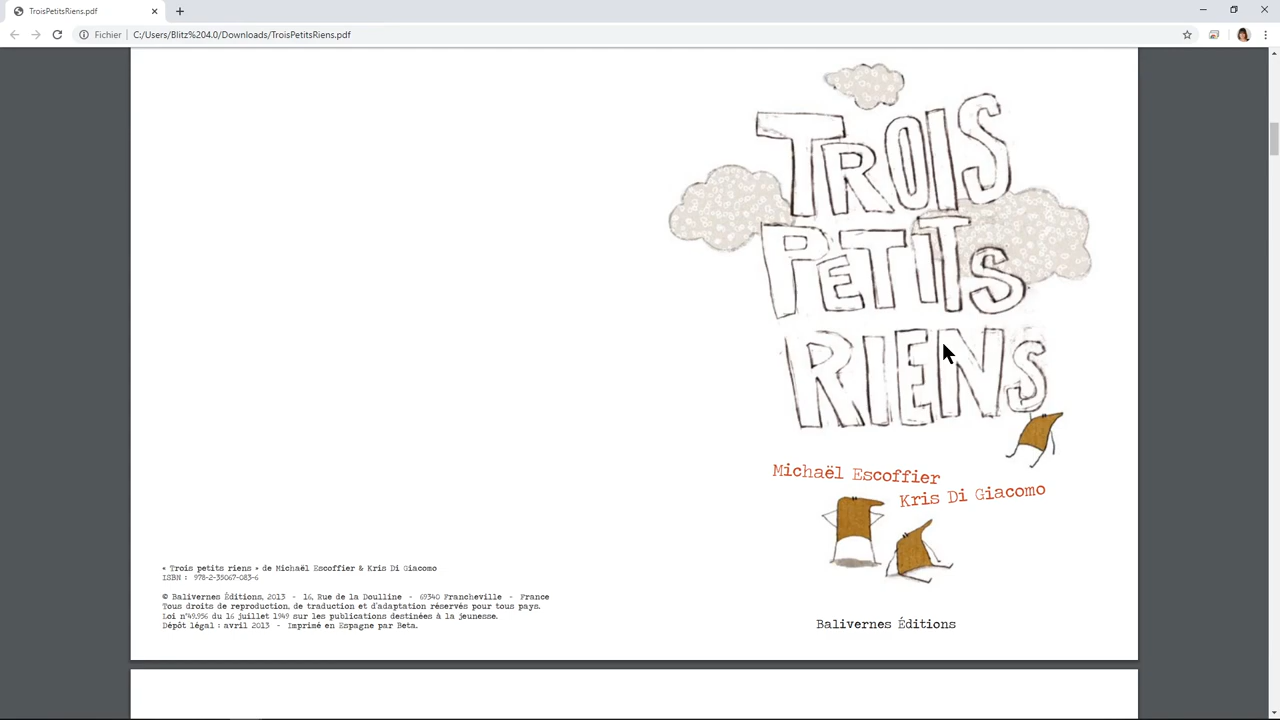 TroisPetitsRiens.pdf
Fichier
C:/Users/Blitz%204.0/Downloads/TroisPetitsRiens.pdf
TROIS
PETITS
RIENS
Michaël Escoffier
Kris Di Giacomo
« Trois petits riens » de Michaël Escoffier & Kris Di Giacomo
ISBN : 978-2-35067-083-6
© Balivernes Éditions, 2013 - 16, Rue de la Doulline - 69340 Francheville - France
Tous droits de reproduction, de traduction et d'adaptation réservés pour tous pays.
Loi n°49.956 du 16 juillet 1949 sur les publications destinées à la jeunesse.
Dépôt légal : avril 2013 - Imprimé en Espagne par Beta.
Balivernes Éditions